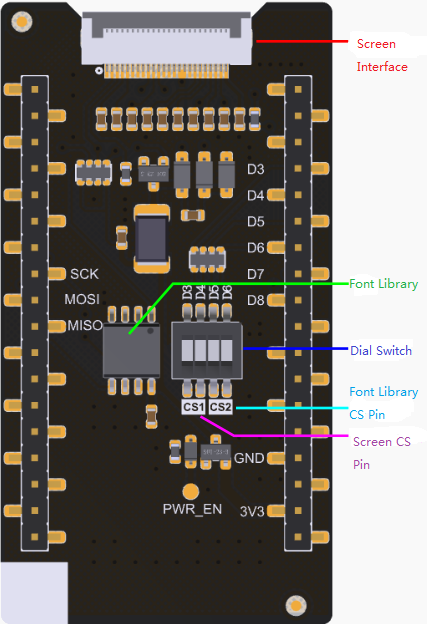 Screen
Interface
D3
D4
D5
D6
SCK
D7
Font Library
MOSI
D3 D4 D5 D6
D8
MISO
Dial Switch
CS1 CS2
Font Library
CS Pin
Screen CS
Pin
GND
PWR_EN
3V3